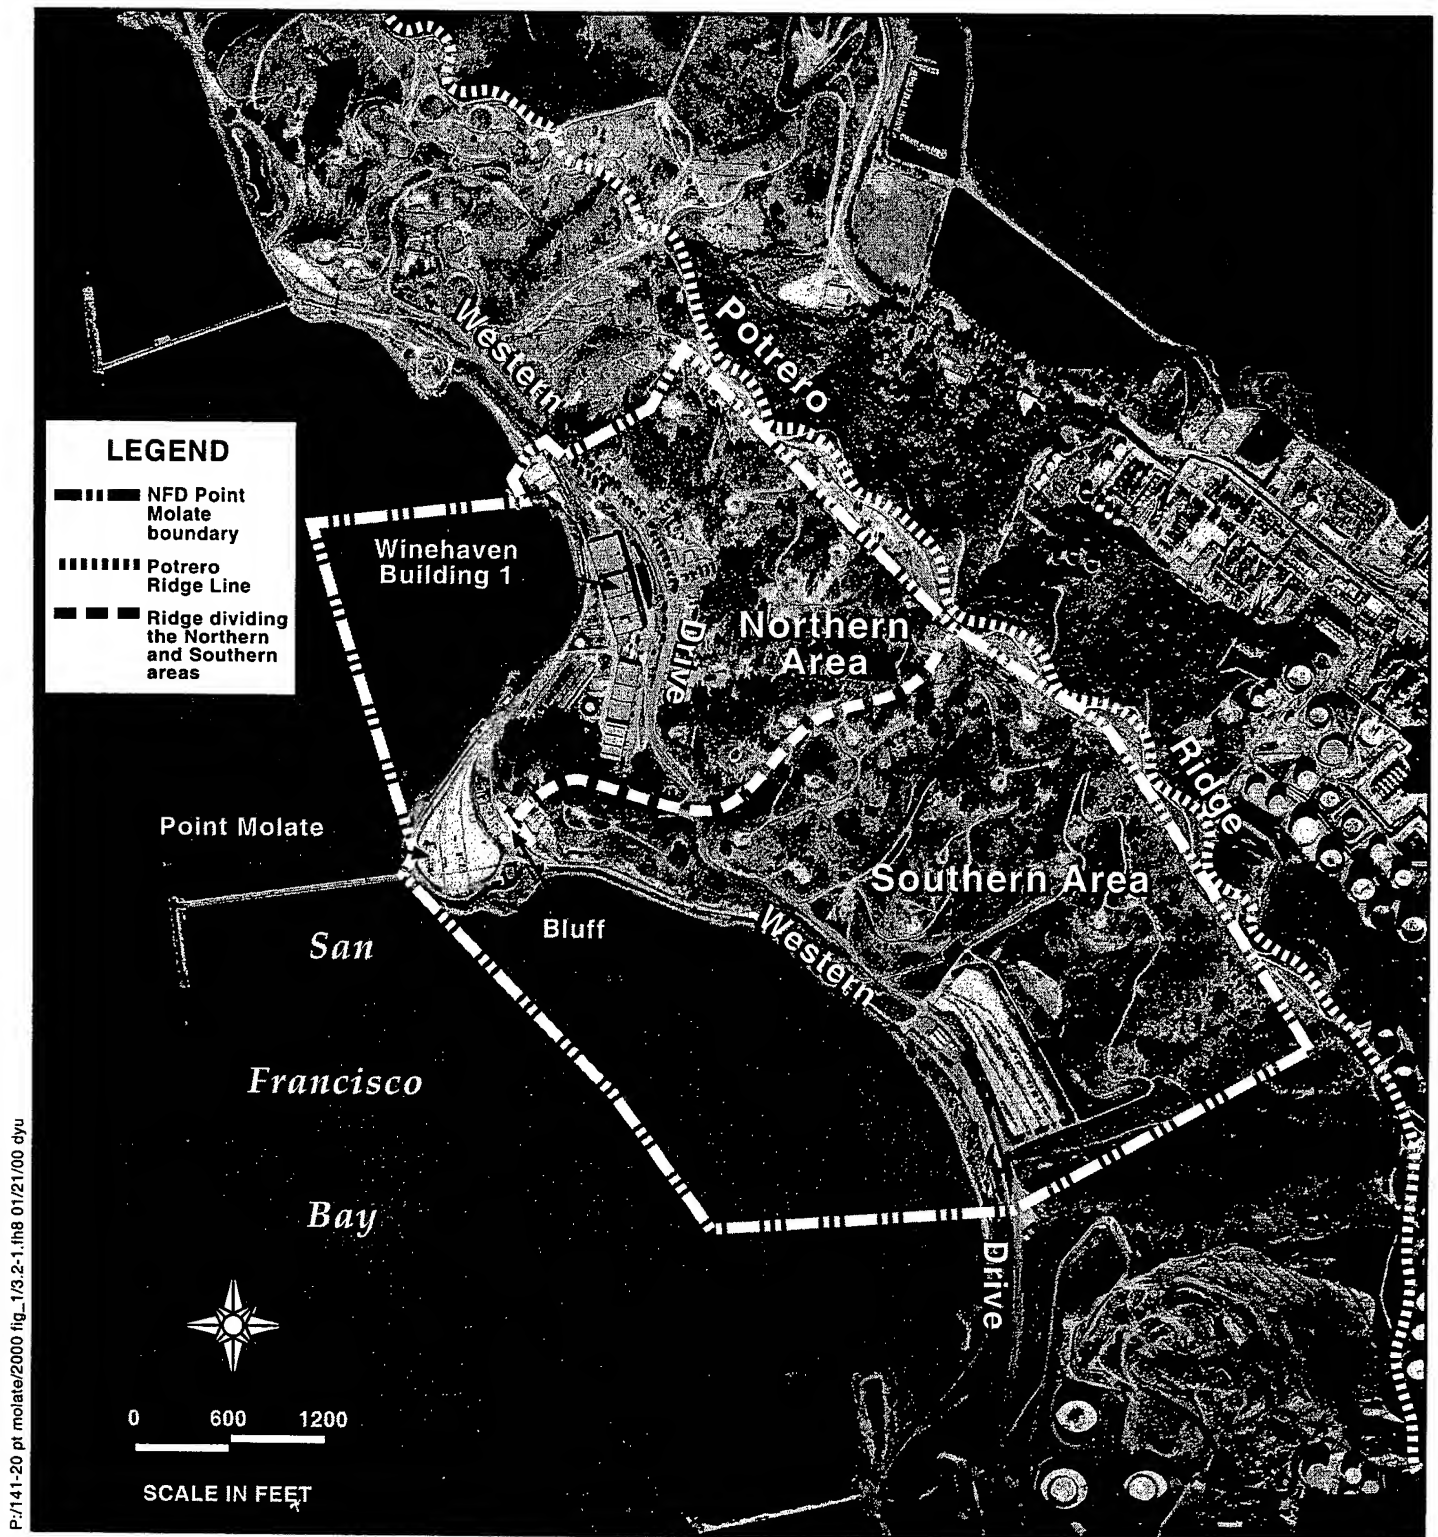 Western
Potrero
LEGEND
NFD Point
Molate
boundary
Potrero
Ridge Line
Ridge dividing
the Northern
and Southern
areas
Winehaven
Building 1
Drive
Northern
Area
Ridge
Point Molate
Southern Area
Bluff
Western
San
Francisco
Bay
Drive
0 600 1200
SCALE IN FEET
P:/141-20 pt molate/2000 fig_1/3.2-1.fh8 01/21/00 dyu